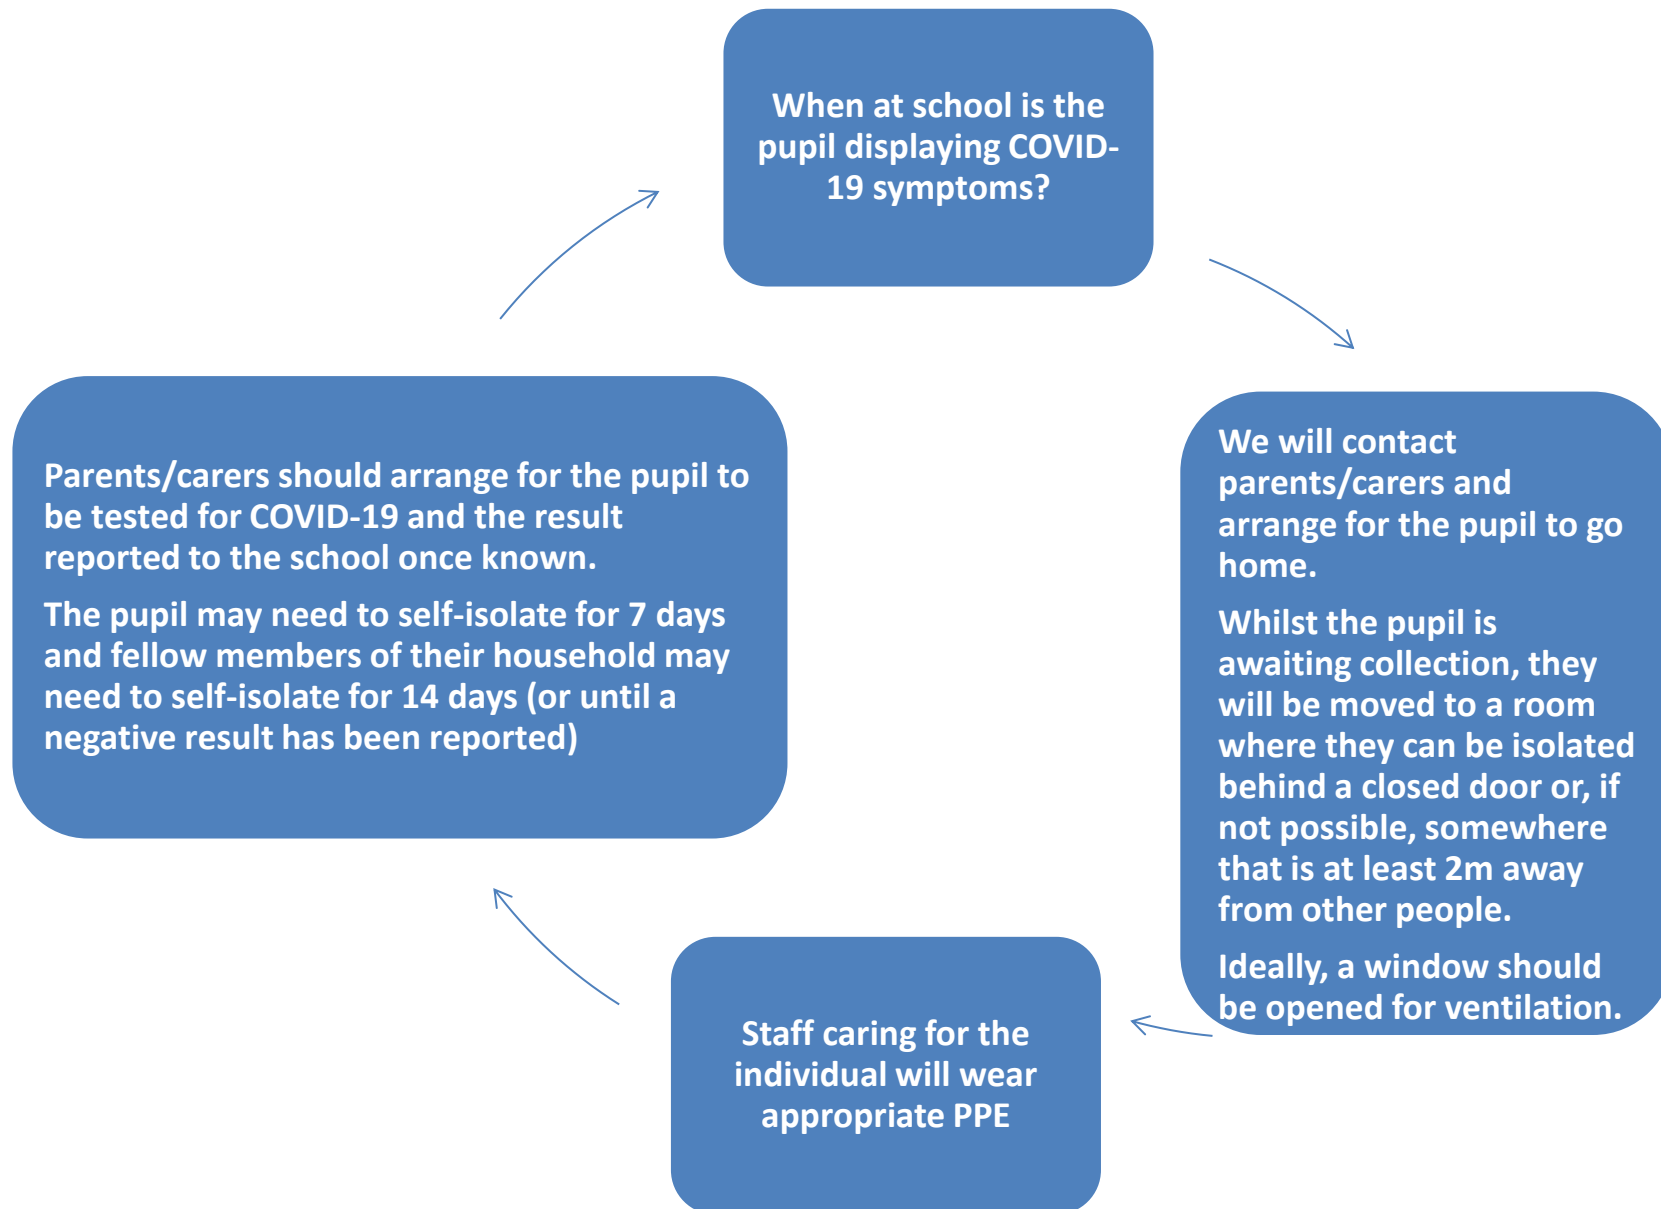 When at school is the
pupil displaying COVID-
19 symptoms?
We will contact
parents/carers and
arrange for the pupil to go
home.
Whilst the pupil is
awaiting collection, they
will be moved to a room
where they can be isolated
behind a closed door or, if
not possible, somewhere
that is at least 2m away
from other people.
Ideally, a window should
be opened for ventilation.
Staff caring for the
individual will wear
appropriate PPE
Parents/carers should arrange for the pupil to
be tested for COVID-19 and the result
reported to the school once known.
The pupil may need to self-isolate for 7 days
and fellow members of their household may
need to self-isolate for 14 days (or until a
negative result has been reported)